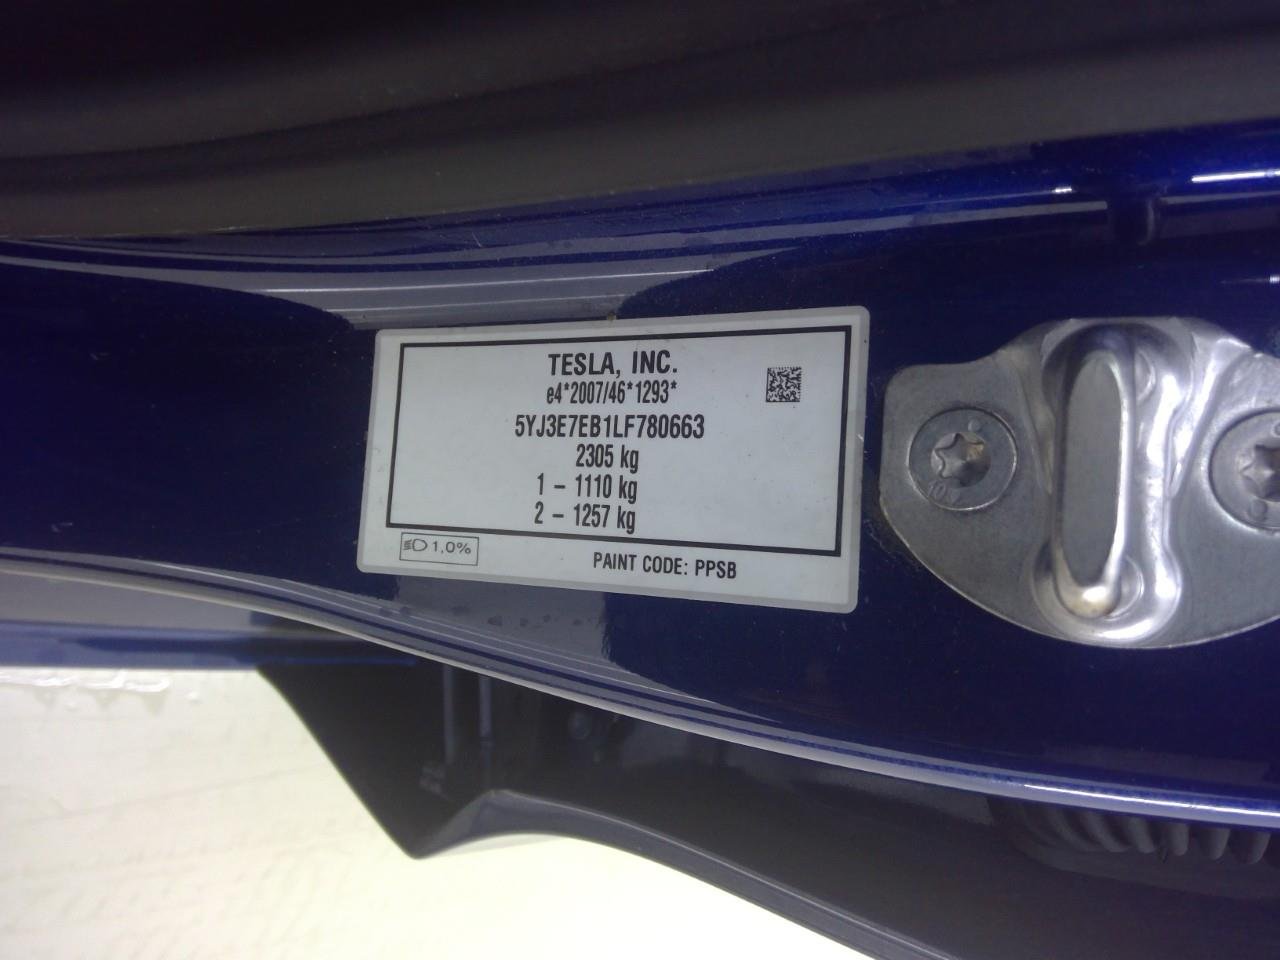 TESLA, INC.
e4*2007/46*1293*
5YJ3E7EB1LF780663
2305 kg
1 - 1110 kg
2 - 1257 kg
1,0%
PAINT CODE: PPSB